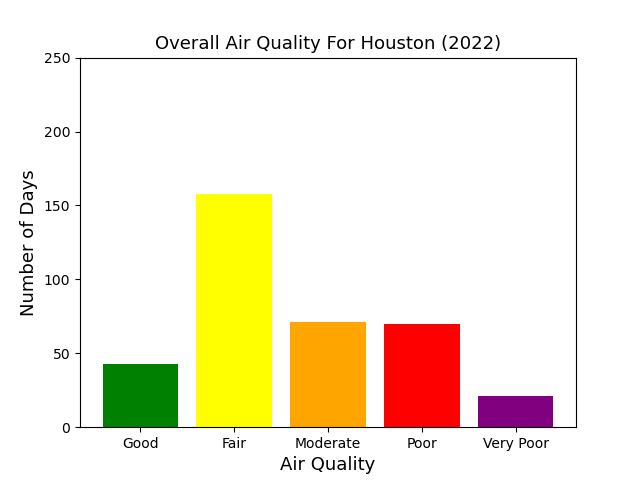 Overall Air Quality For Houston (2022)
250
200
150
100
50
0
Number of Days
Good Fair Moderate Poor Very Poor
Air Quality